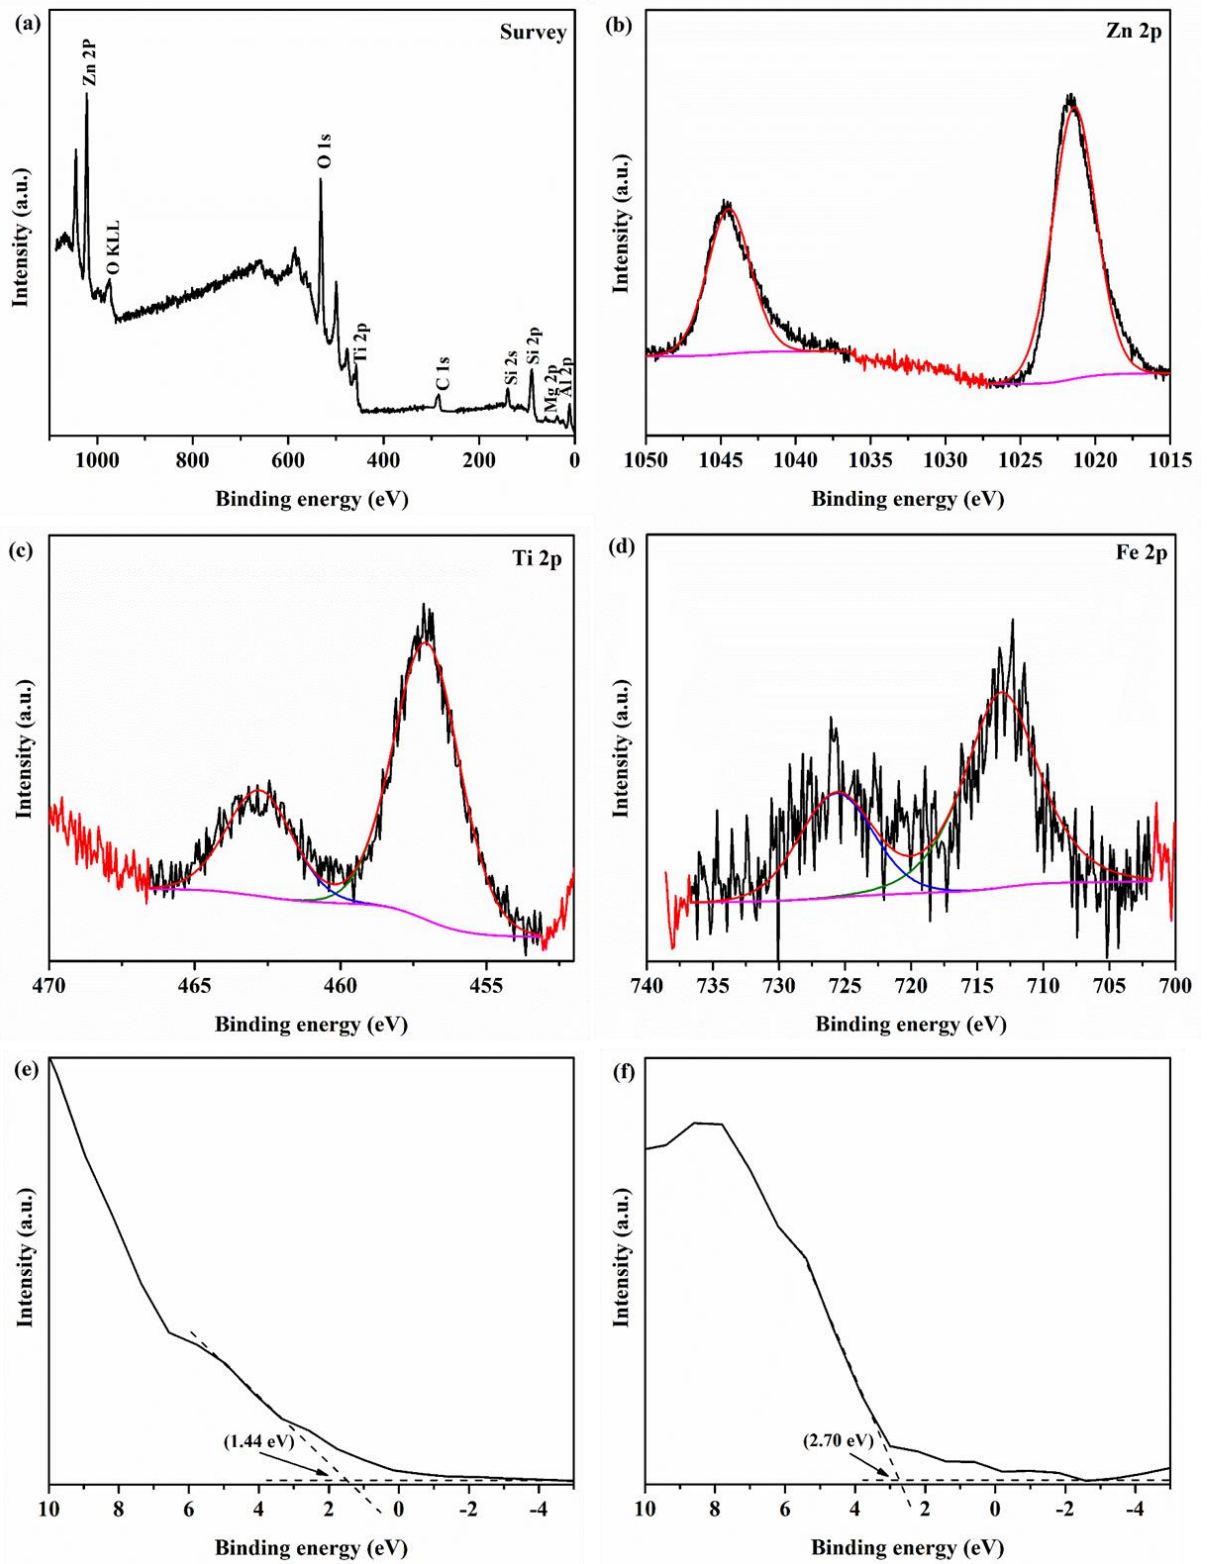 (a)
Survey
Zn 2P
O KLL
O 1s
Ti 2p
C 1s
Si 2s
Si 2p
Mg 2p
Al 2p
Intensity (a.u.)
1000 800 600 400 200 0
Binding energy (eV)
(b)
Zn 2p
Intensity (a.u.)
1050 1045 1040 1035 1030 1025 1020 1015
Binding energy (eV)
(c)
Ti 2p
Intensity (a.u.)
470 465 460 455
Binding energy (eV)
(d)
Fe 2p
Intensity (a.u.)
740 735 730 725 720 715 710 705 700
Binding energy (eV)
(e)
Intensity (a.u.)
(1.44 eV)
10 8 6 4 2 0 -2 -4
Binding energy (eV)
(f)
Intensity (a.u.)
(2.70 eV)
10 8 6 4 2 0 -2 -4
Binding energy (eV)